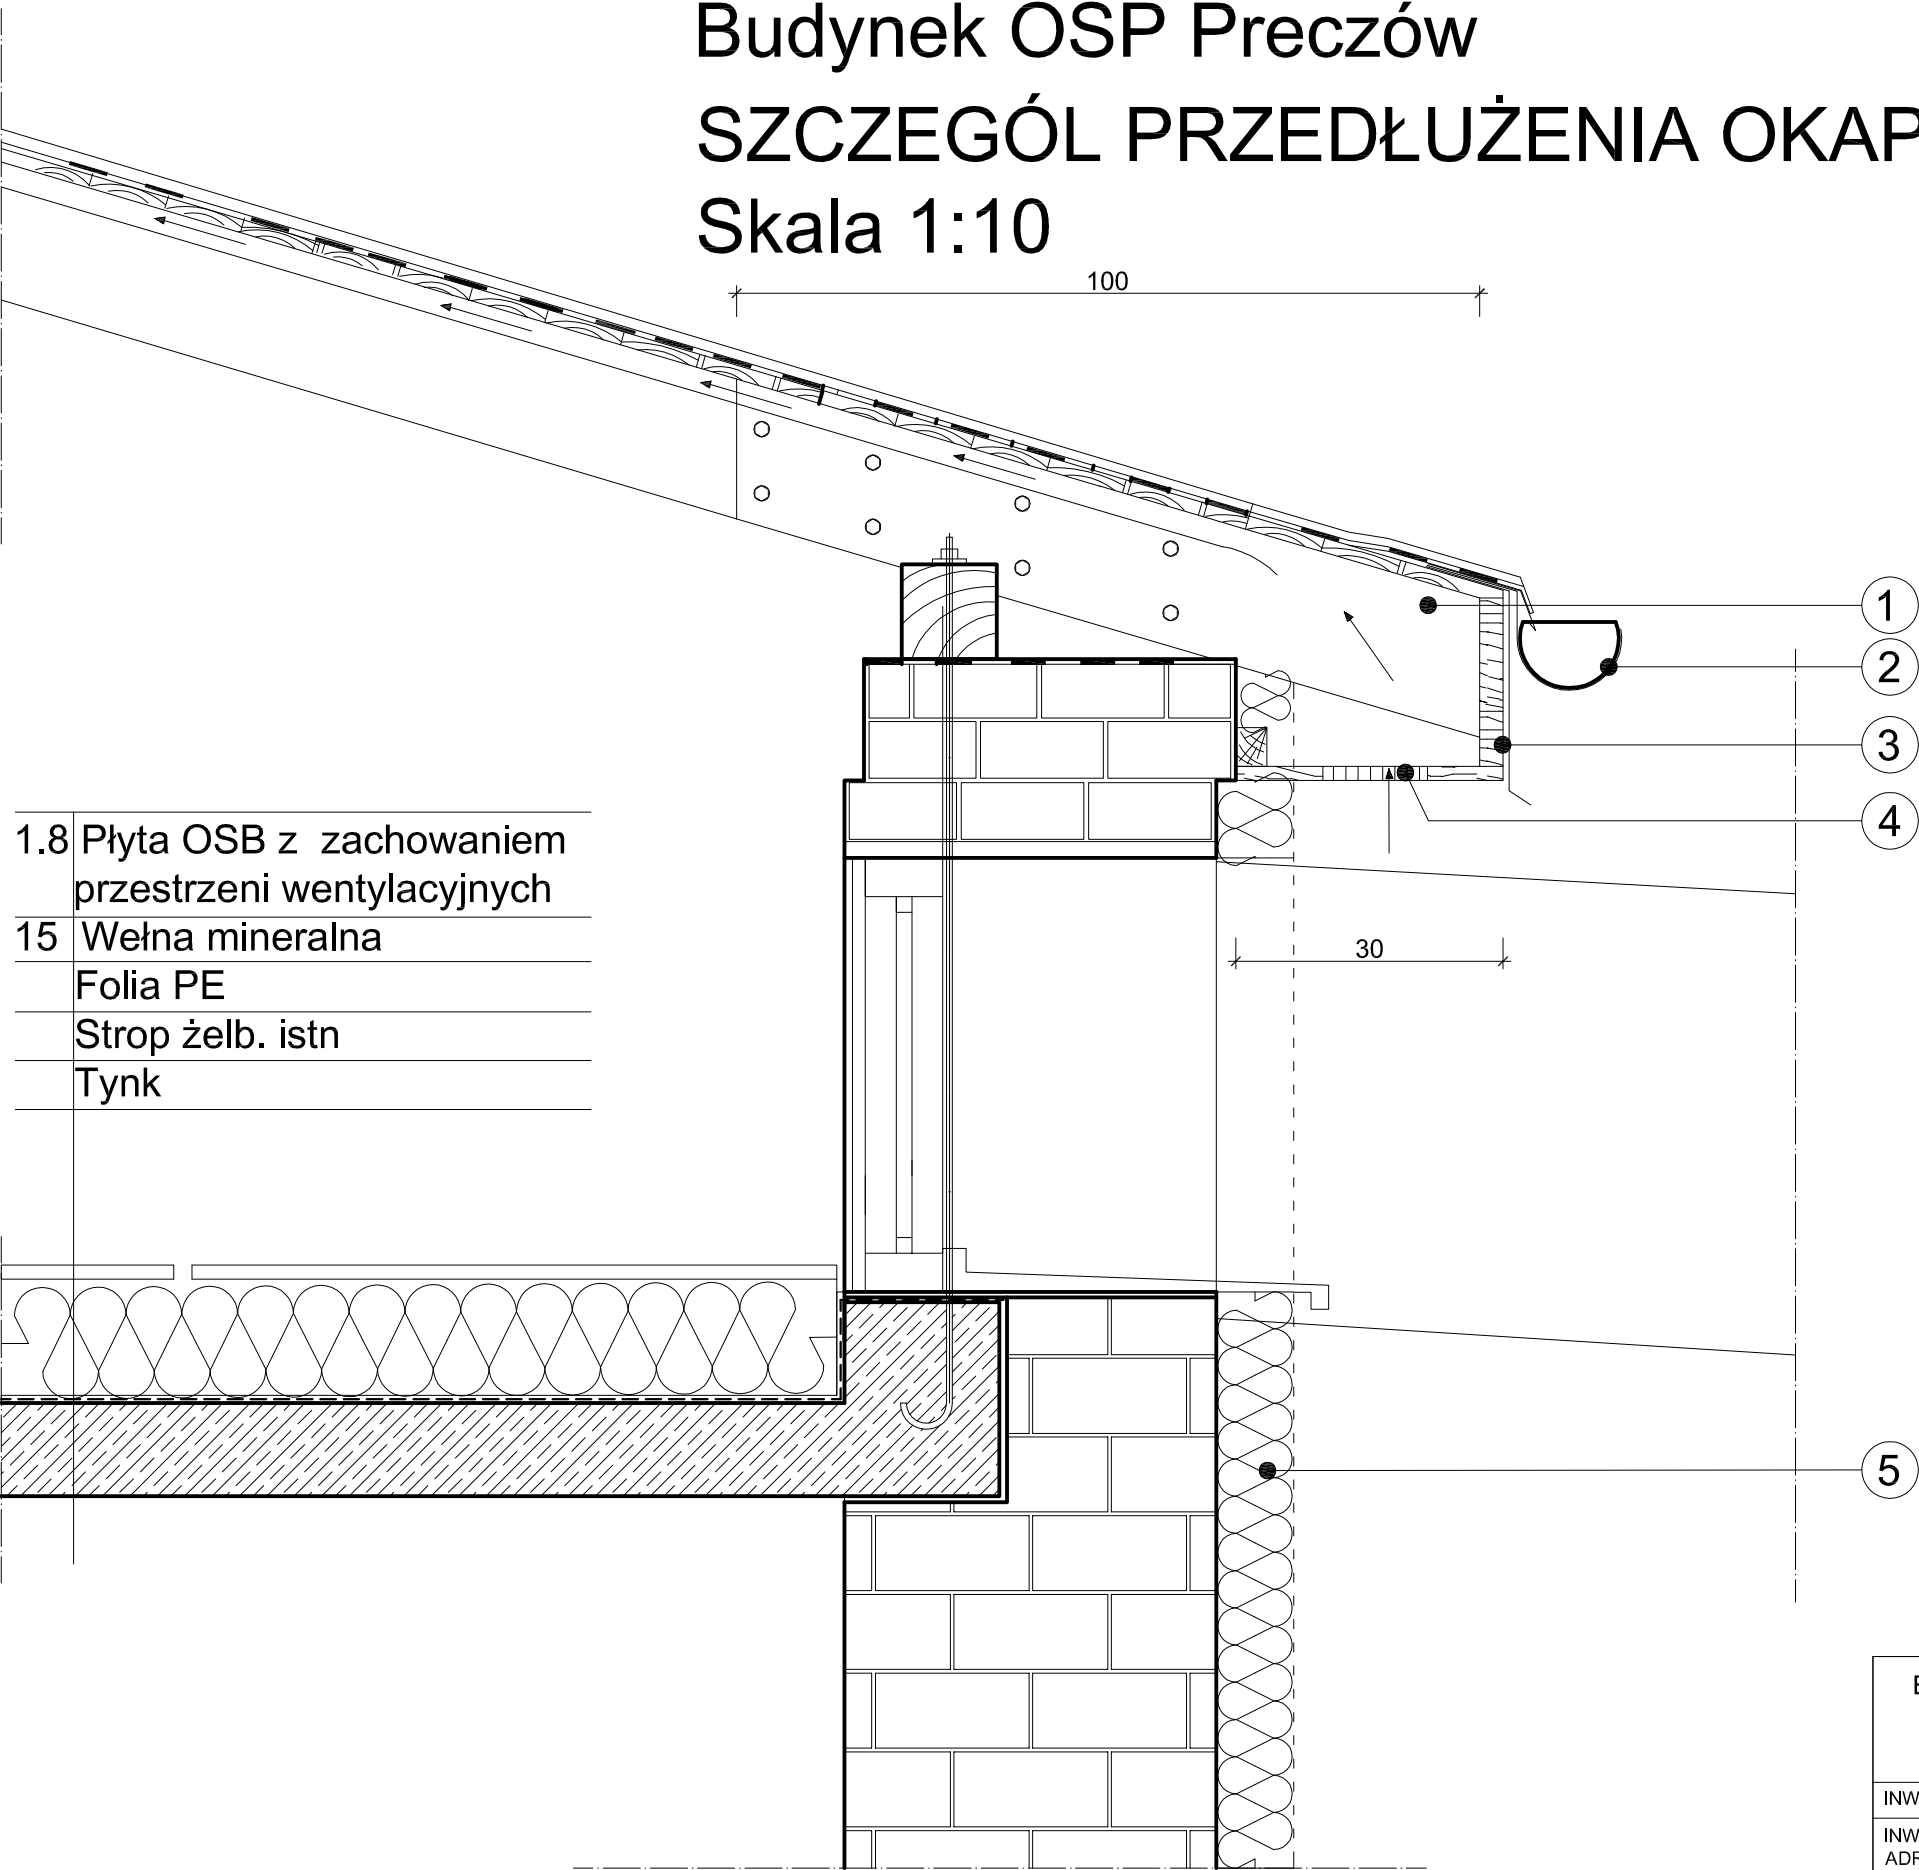 Budynek OSP Preczów
SZCZEGÓL PRZEDŁUŻENIA OKAP
Skala 1:10
100
1
2
3
4
1.8 Płyta OSB z zachowaniem
przestrzeni wentylacyjnych
15 Wełna mineralna
Folia PE
Strop żelb. istn
Tynk
30
5
INW
INW
ADR